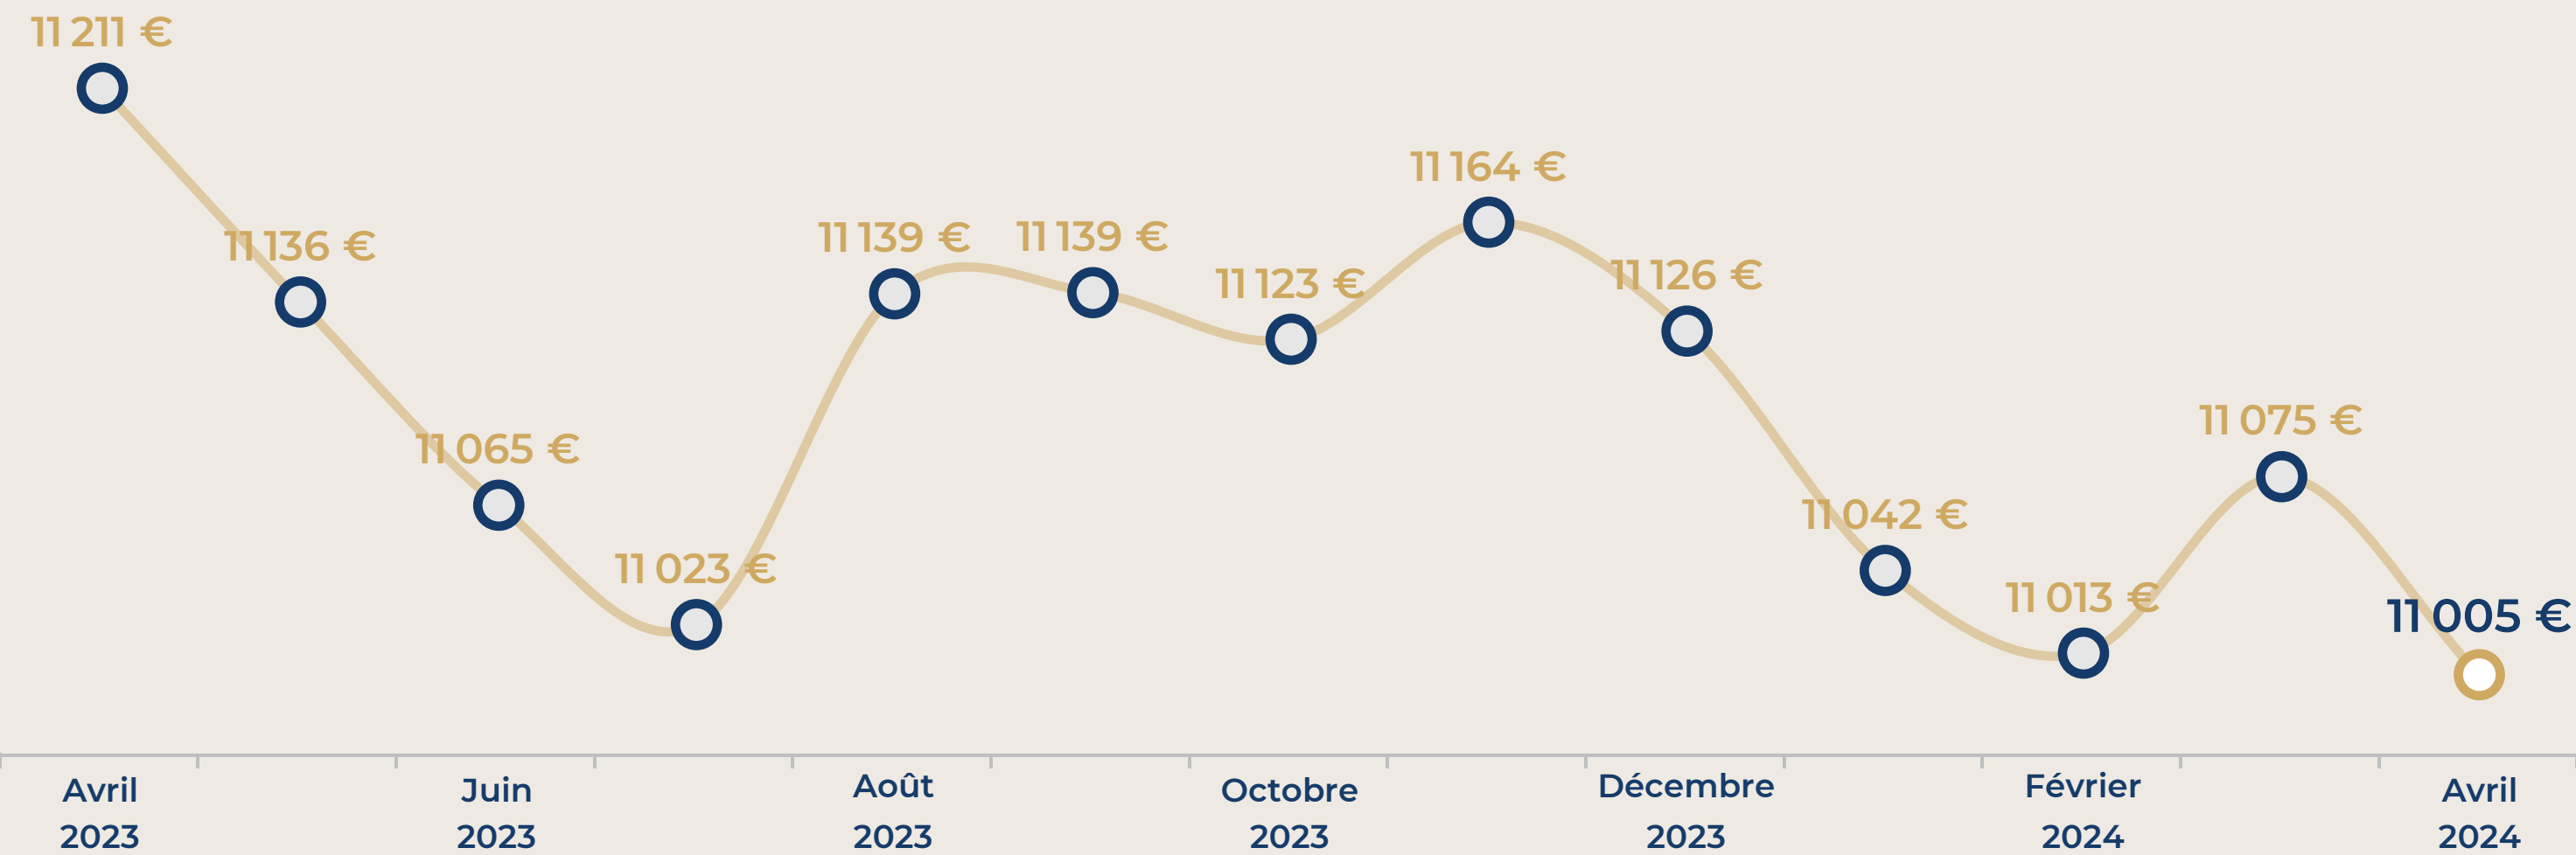 11 211 €
11 136 €
11 065 €
11 023 €
11 139 €
11 139 €
11 123 €
11 164 €
11 126 €
11 042 €
11 013 €
11 075 €
11 005 €
Avril
2023
Juin
2023
Août
2023
Octobre
2023
Décembre
2023
Février
2024
Avril
2024